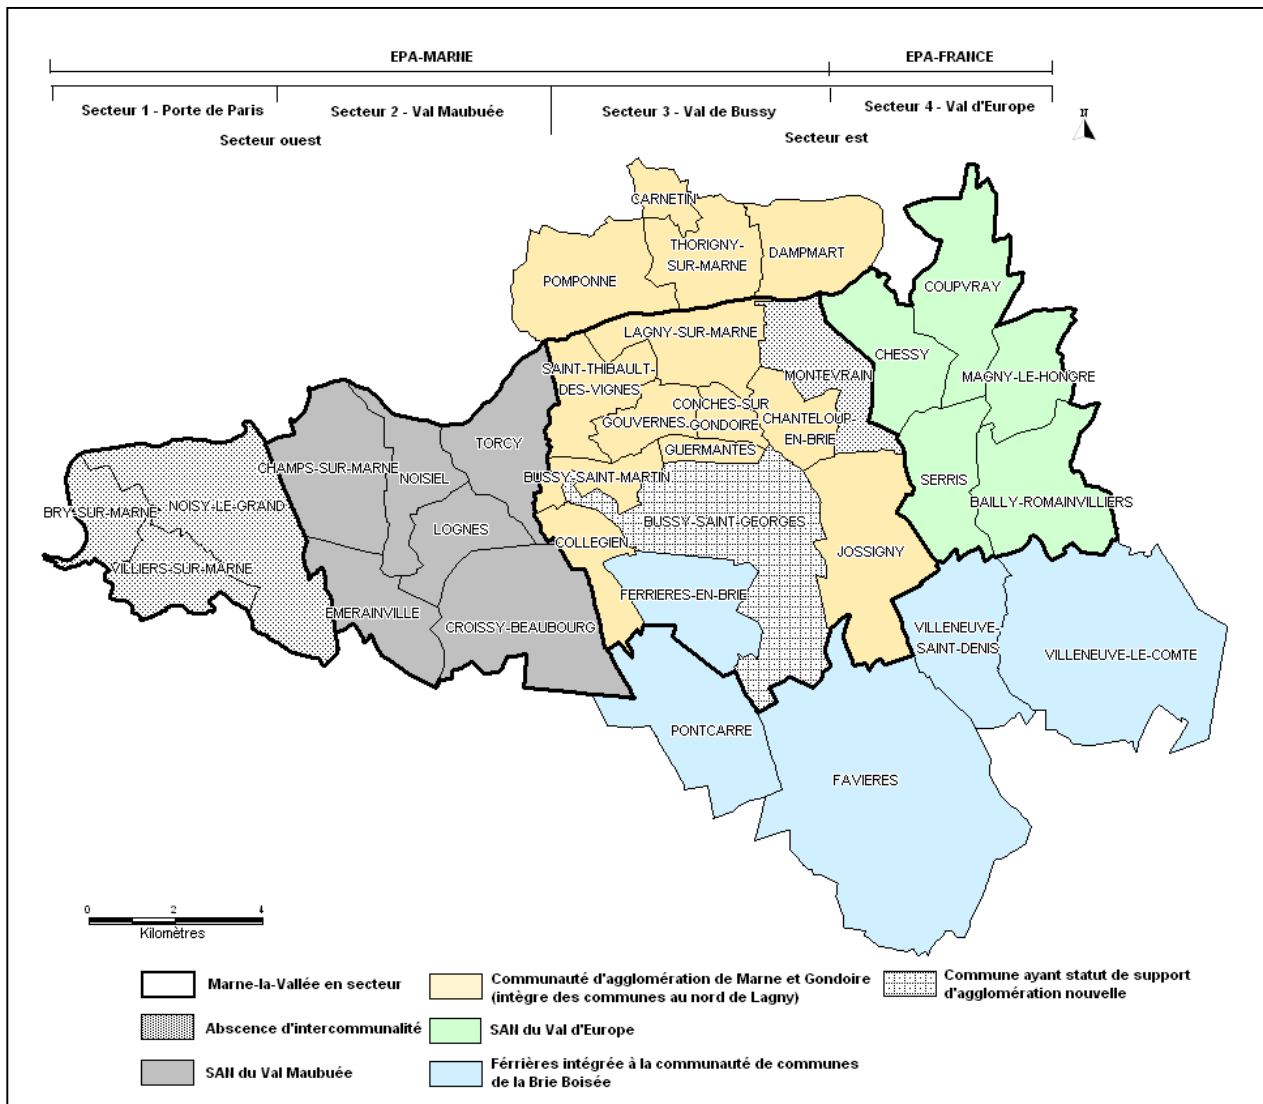 EPA-MARNE
EPA-FRANCE
Secteur 1 - Porte de Paris
Secteur 2 - Val Maubuée
Secteur 3 - Val de Bussy
Secteur 4 - Val d'Europe
Secteur ouest
Secteur est
N
CARNETIN
THORIGNY-
SUR-MARNE
DAMPMART
POMPONNE
COUPVRAY
LAGNY-SUR-MARNE
CHESSY
SAINT-THIBAULT-
DES-VIGNES
MONTEVRAIN
MAGNY-LE-HONGRE
CONCHES-SUR
GONDOIRE
GOUVERNES-
CHANTELOUP
EN-BRIE
TORCY
GUERMANTES
CHAMPS-SUR-MARNE
NOISIEL
BUSSY-SAINT-MARTIN
SERRIS
BAILLY-ROMAINVILLIERS
NOISY-LE-GRAND
BRY-SUR-MARNE
LOGNES
BUSSY-SAINT-GEORGES
COLLEGIEN
JOSSIGNY
VILLIERS-SUR-MARNE
FERRIERES-EN-BRIE
EMERAINVILLE
CROISSY-BEAUBOURG
VILLENEUVE-
SAINT-DENIS
VILLENEUVE-LE-COMTE
PONTCARRE
FAVIERES
0 2 4
Kilomètres
Marne-la-Vallée en secteur
Absence d'intercommunalité
SAN du Val Maubuée
Communauté d'agglomération de Marne et Gondoire
(intègre des communes au nord de Lagny)
SAN du Val d'Europe
Férrières intégrée à la communauté de communes
de la Brie Boisée
Commune ayant statut de support
d'agglomération nouvelle